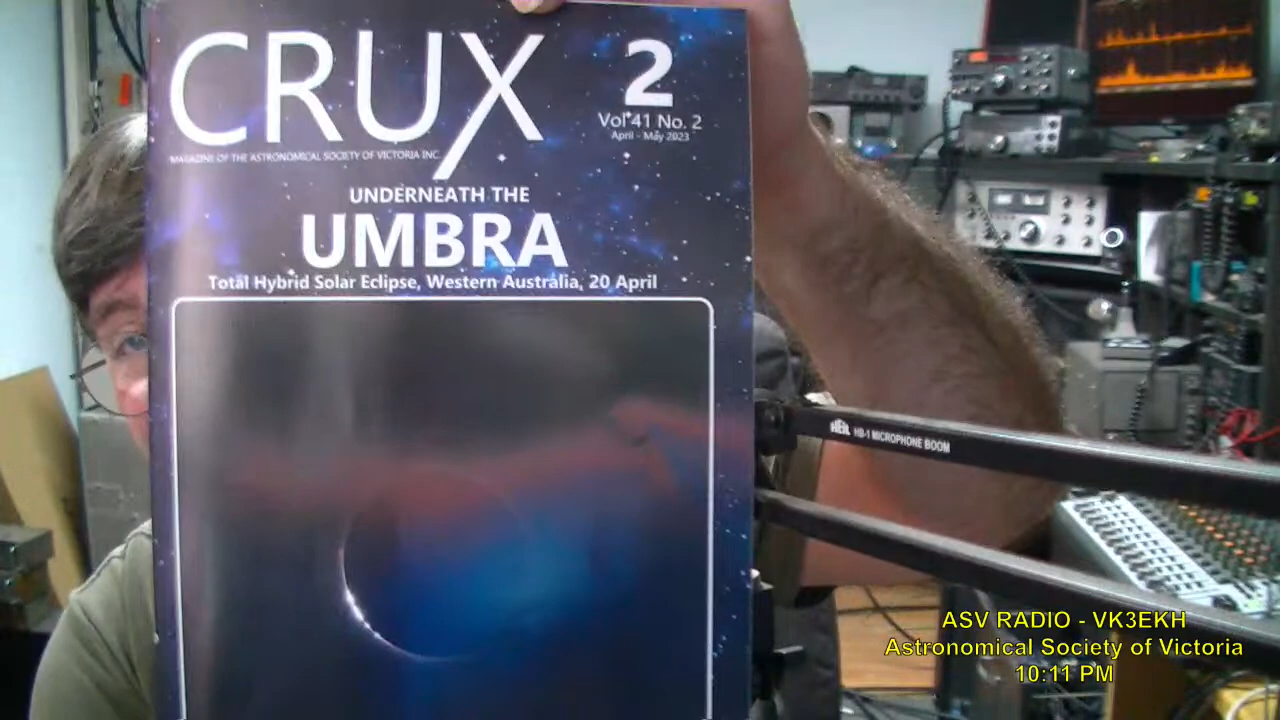 CRUX
2
Vol 41 No. 2
April - May 2023
MAGAZINE OF THE ASTRONOMICAL SOCIETY OF VICTORIA INC.
UNDERNEATH THE
UMBRA
Total Hybrid Solar Eclipse, Western Australia, 20 April
HEIL HB-1 MICROPHONE BOOM
ASV RADIO - VK3EKH
Astronomical Society of Victoria
10:11 PM